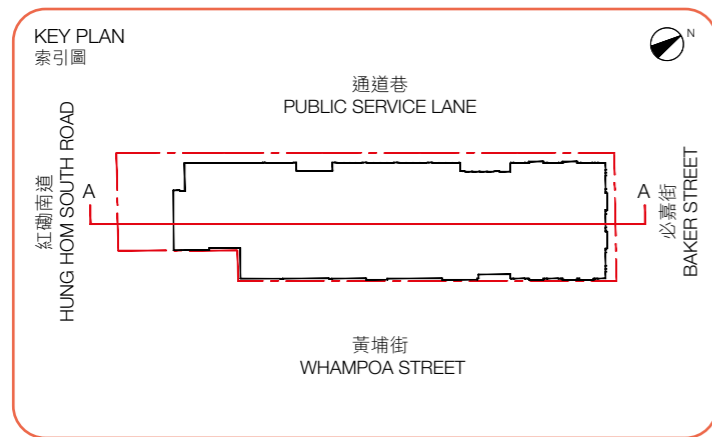 KEY PLAN
索引圖
N
通道巷
PUBLIC SERVICE LANE
紅磡南道
HUNG HOM SOUTH ROAD
A
A
必嘉街
BAKER STREET
黃埔街
WHAMPOA STREET